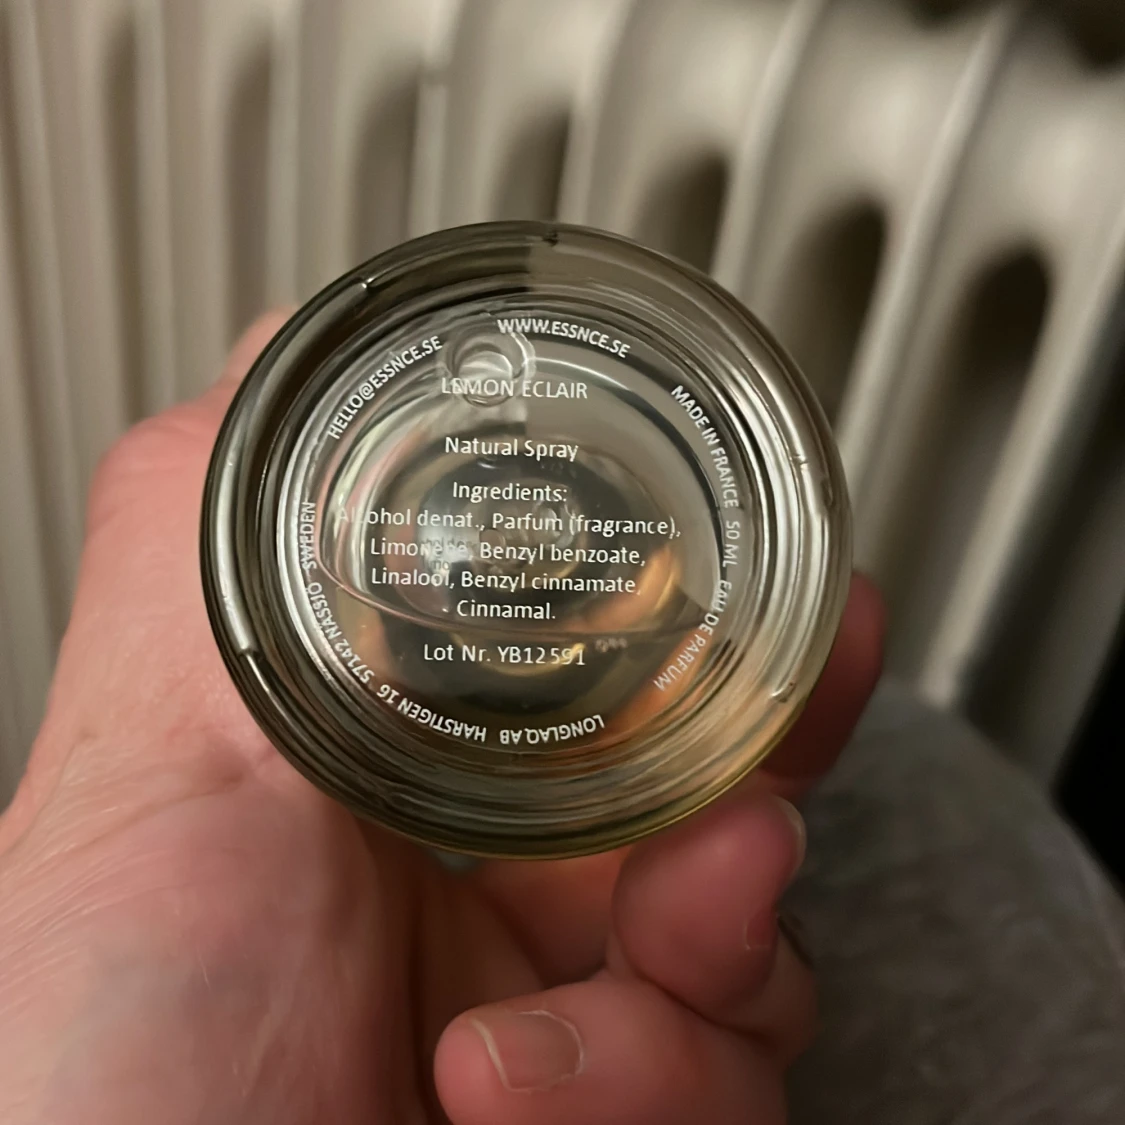 WWW.ESSNCE.SE
MADE IN FRANCE 50 ML EAU DE PARFUM
LONGLAQ AB HARSTIGEN 16 57142 NÄSSJÖ SWEDEN
HELLO@ESSNCE.SE
LEMON ECLAIR
Natural Spray
Ingredients:
Alcohol denat., Parfum (fragrance),
Limonene, Benzyl benzoate,
Linalool, Benzyl cinnamate,
Cinnamal.
Lot Nr. YB12591